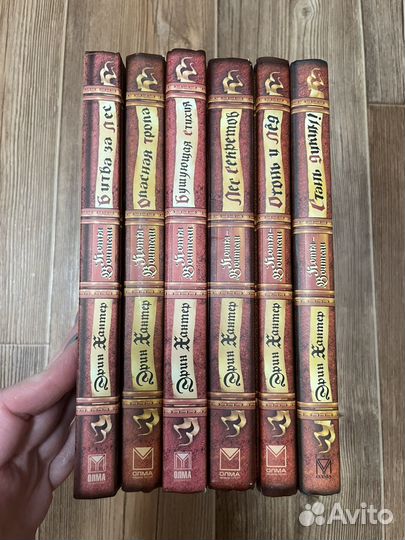 Битва за Лес
Коты-Воители
Эрин Хантер
ОЛМА
Опасная тропа
Коты-Воители
Эрин Хантер
ОЛМА
Бушующая Стихия
Коты-Воители
Эрин Хантер
ОЛМА
Лес Секретов
Коты-Воители
Эрин Хантер
ОЛМА
Огонь и Лёд
Коты-Воители
Эрин Хантер
ОЛМА
Стань диким!
Коты-Воители
Эрин Хантер
ОЛМА
Avito